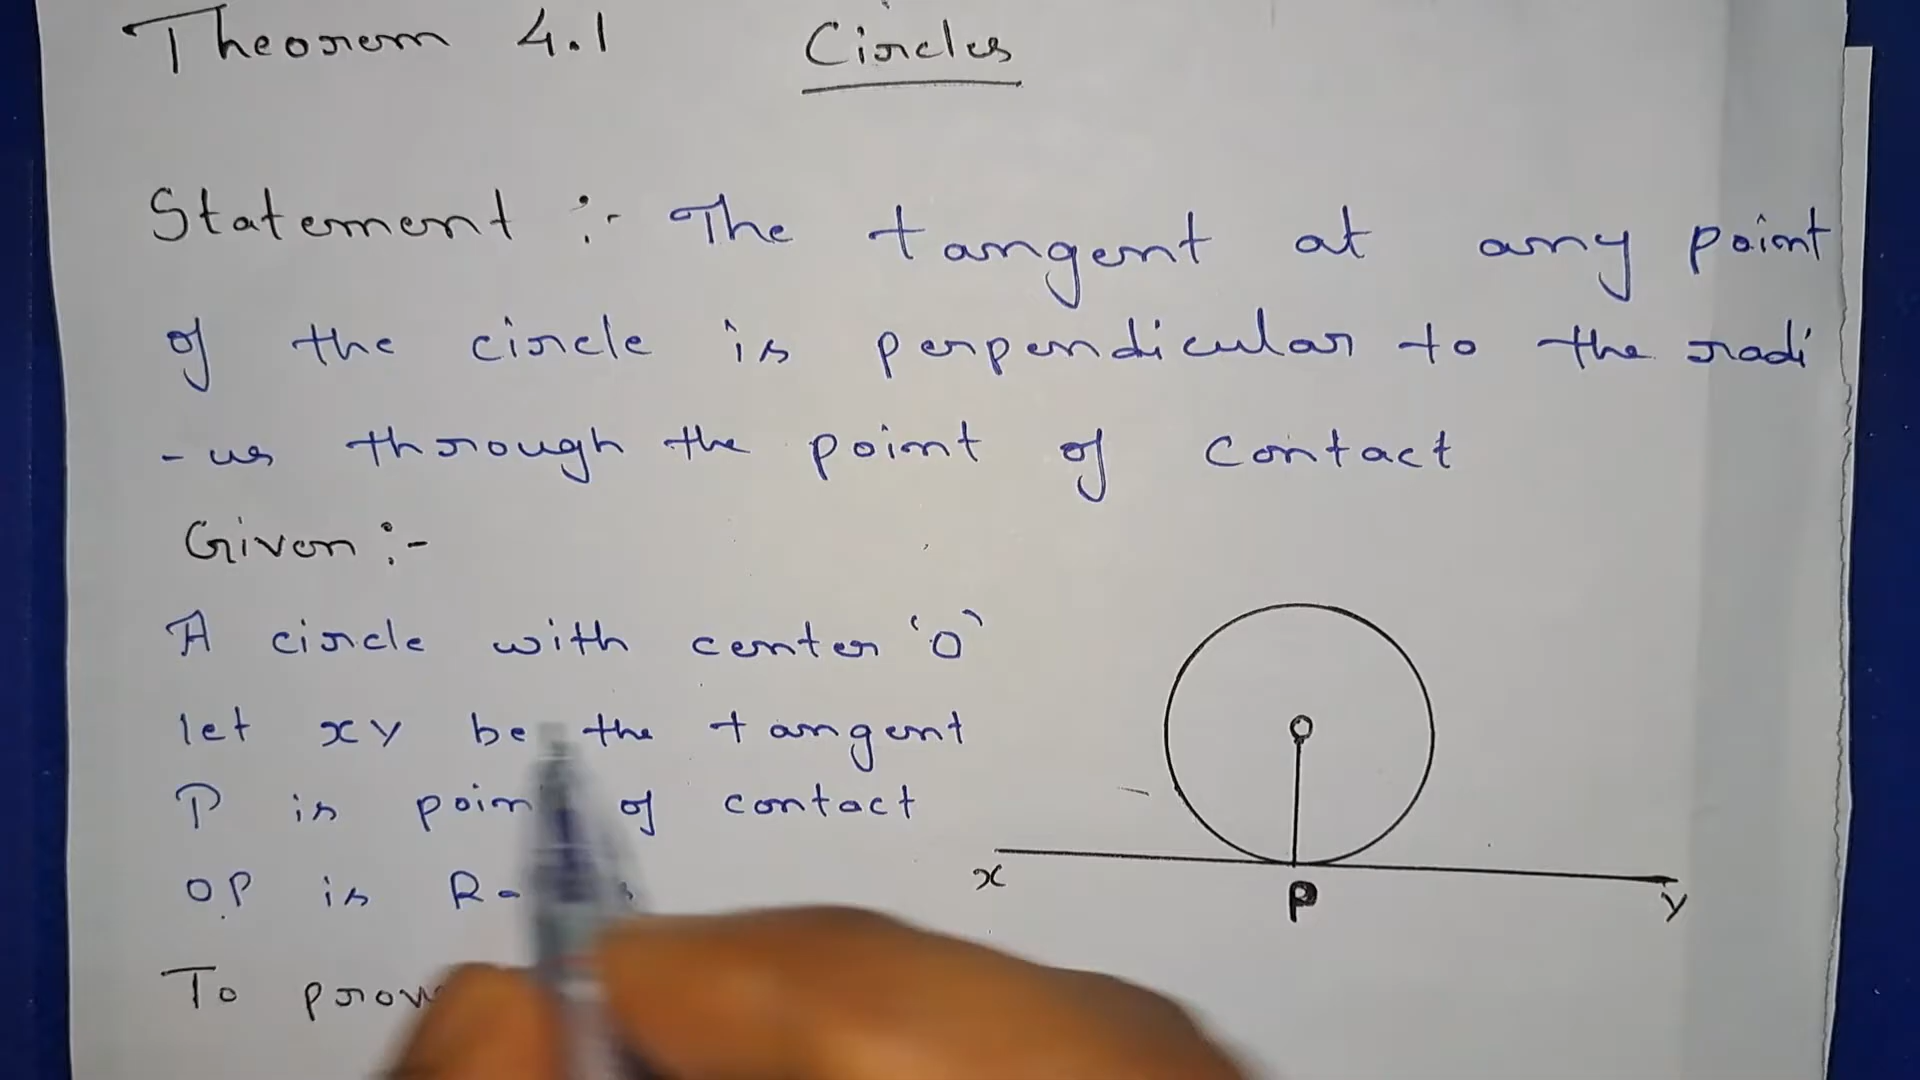 Theorem 4.1 Circles
Statement :- The tangent at any point
of the circle is perpendicular to the radi
-us through the point of contact
Given :-
A circle with center 'O'
let xy be the tangent
P is point of contact
OP is
To prove
O
x
P
y